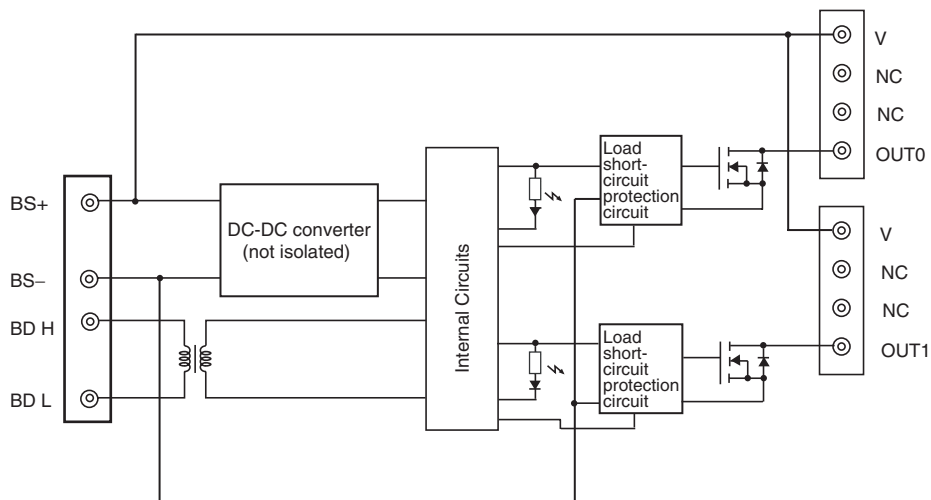 V
NC
NC
OUT0
BS+
BS−
BD H
BD L
DC-DC converter
(not isolated)
Internal Circuits
Load
short-
circuit
protection
circuit
Load
short-
circuit
protection
circuit
V
NC
NC
OUT1